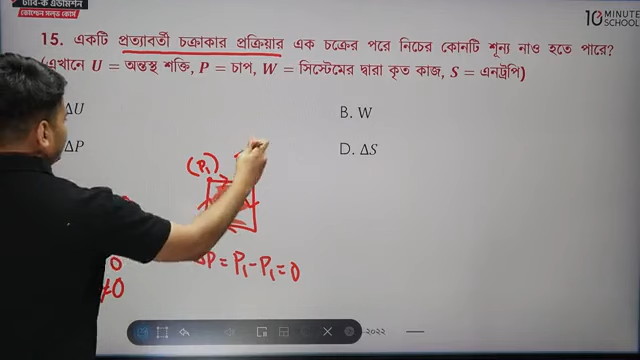 10 MINUTE SCHOOL
15. একটি প্রত্যাবর্তী চক্রাকার প্রক্রিয়ার এক চক্রের পরে নিচের কোনটি শূন্য নাও হতে পারে?
(এখানে U = অন্তস্থ শক্তি, P = চাপ, W = সিস্টেমের দ্বারা কৃত কাজ, S = এনট্রপি)
ΔU
B. W
ΔP
D. ΔS
(P₁)
ΔP = P₁ - P₁ = 0
0
≠0
২০২২